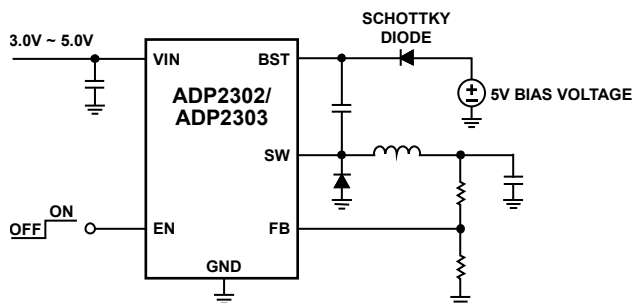 SCHOTTKY
DIODE
3.0V ~ 5.0V
VIN
BST
ADP2302/
ADP2303
5V BIAS VOLTAGE
SW
ON
OFF
EN
FB
GND